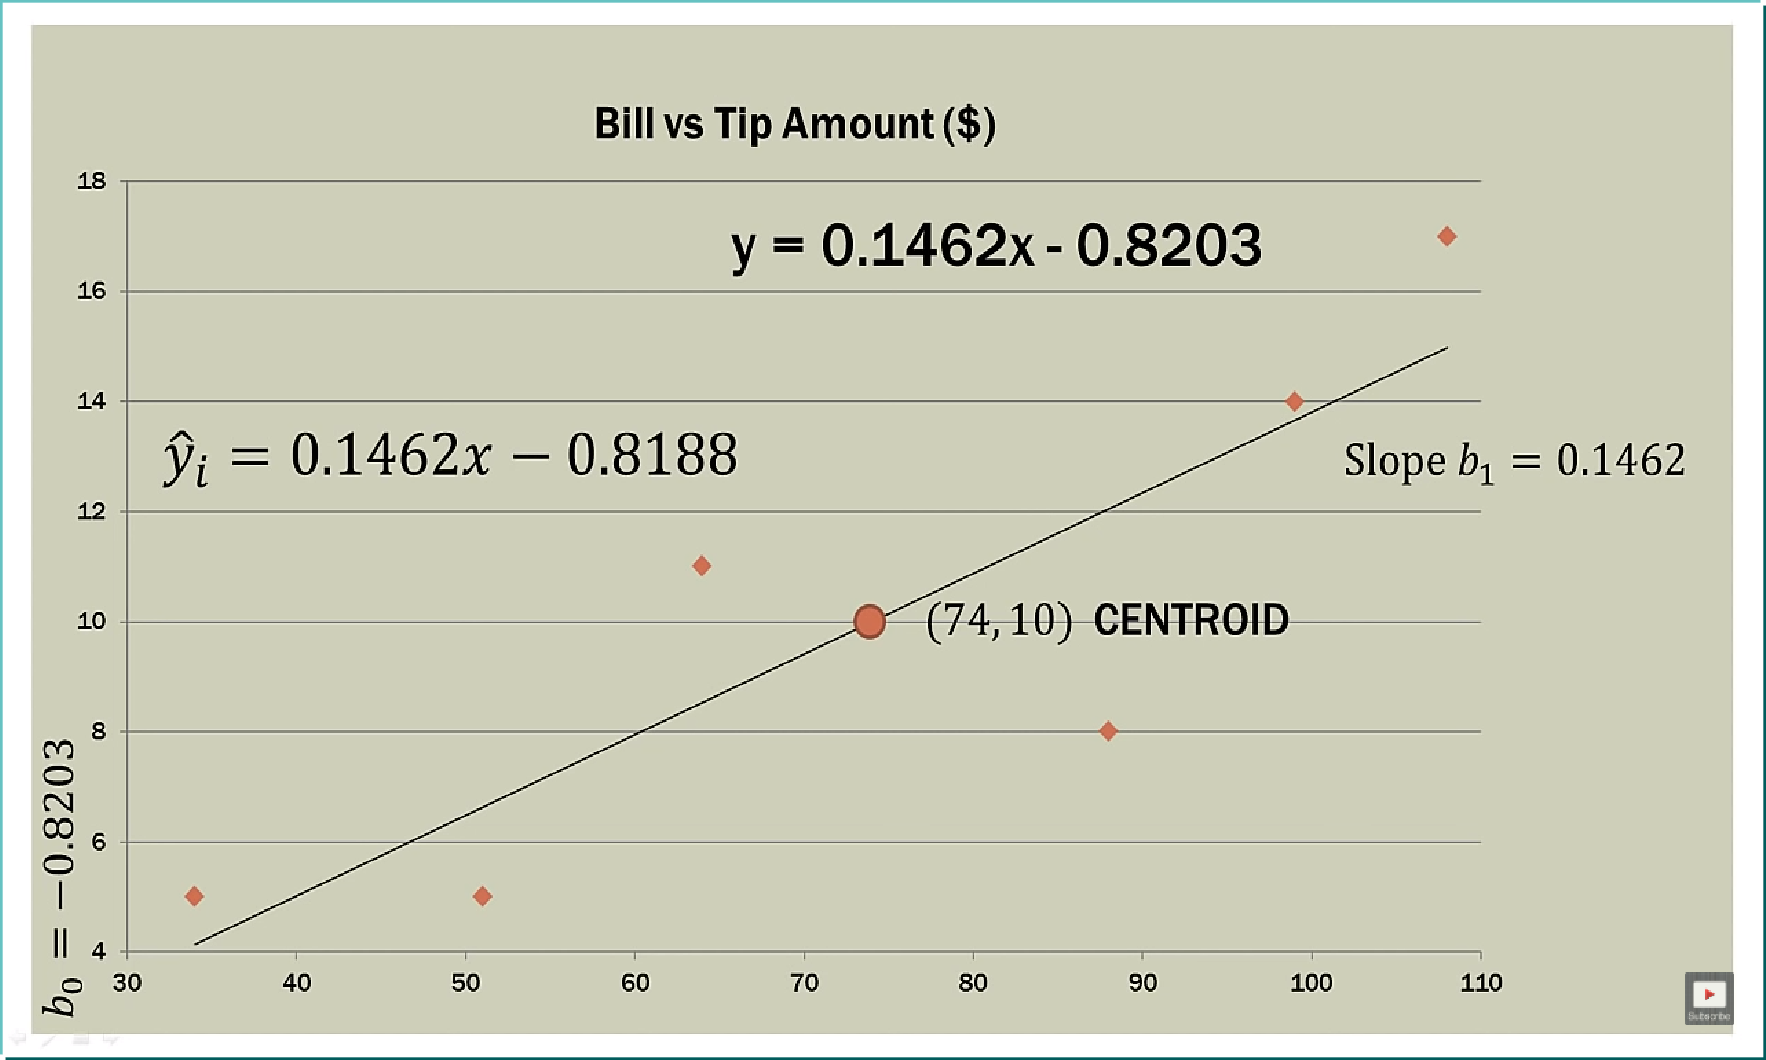 Bill vs Tip Amount ($)
18
y = 0.1462x - 0.8203
16
14
ŷᵢ = 0.1462x − 0.8188
Slope b₁ = 0.1462
12
10
(74, 10) CENTROID
8
6
4
b₀ = −0.8203
30 40 50 60 70 80 90 100 110
Subscribe